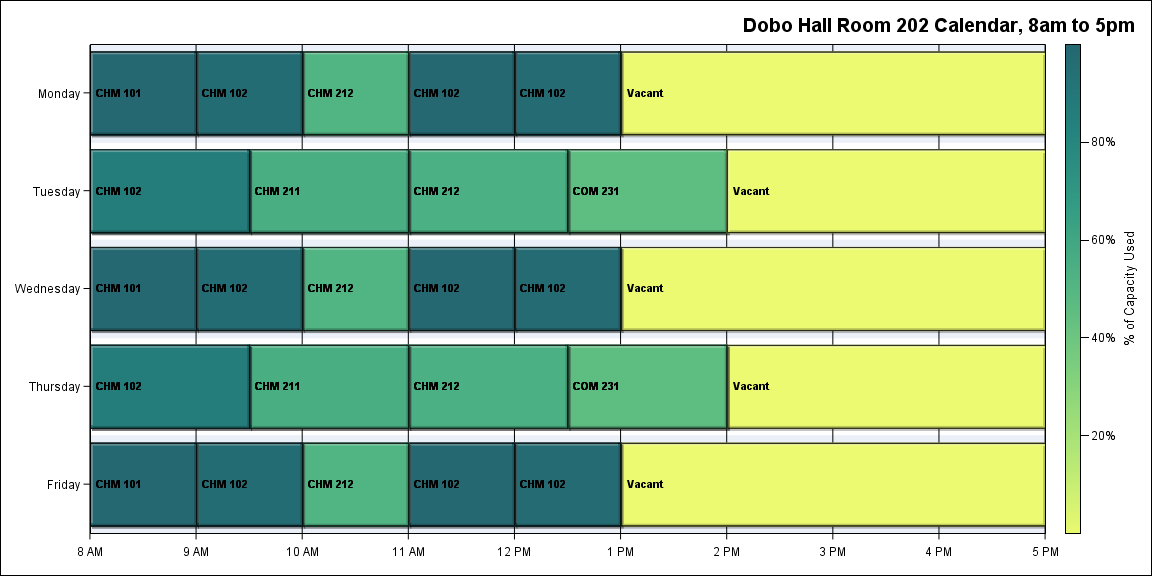 Dobo Hall Room 202 Calendar, 8am to 5pm
Monday CHM 101 CHM 102 CHM 212 CHM 102 CHM 102 Vacant
Tuesday CHM 102 CHM 211 CHM 212 COM 231 Vacant
Wednesday CHM 101 CHM 102 CHM 212 CHM 102 CHM 102 Vacant
Thursday CHM 102 CHM 211 CHM 212 COM 231 Vacant
Friday CHM 101 CHM 102 CHM 212 CHM 102 CHM 102 Vacant
8 AM 9 AM 10 AM 11 AM 12 PM 1 PM 2 PM 3 PM 4 PM 5 PM
80%
60%
40%
20%
% of Capacity Used